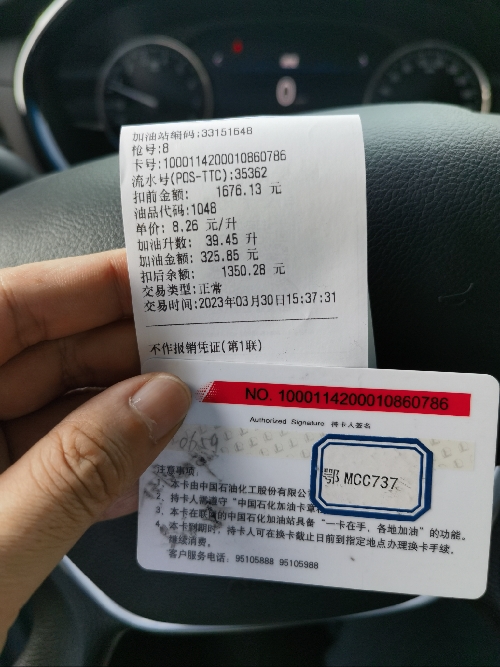 加油站编码:33151648
枪号:8
卡号:1000114200010860786
流水号(POS-TTC):35362
扣前金额: 1676.13 元
油品代码:1048
单价: 8.26 元/升
加油升数: 39.45 升
加油金额: 325.85 元
扣后余额: 1350.28 元
交易类型:正常
交易时间:2023年03月30日15:37:31
不作报销凭证(第1联)
NO. 1000114200010860786
Authorized Signature 持卡人签名
鄂 MCC737
注意事项:
1、本卡由中国石油化工股份有限公
2、持卡人需遵守"中国石化加油卡章
3、本卡在联网的中国石化加油站具备"一卡在手，各地加油"的功能。
4、本卡到期时，持卡人可在换卡截止日前到指定地点办理换卡手续，
继续消费。
客户服务电话: 95105888 95105988